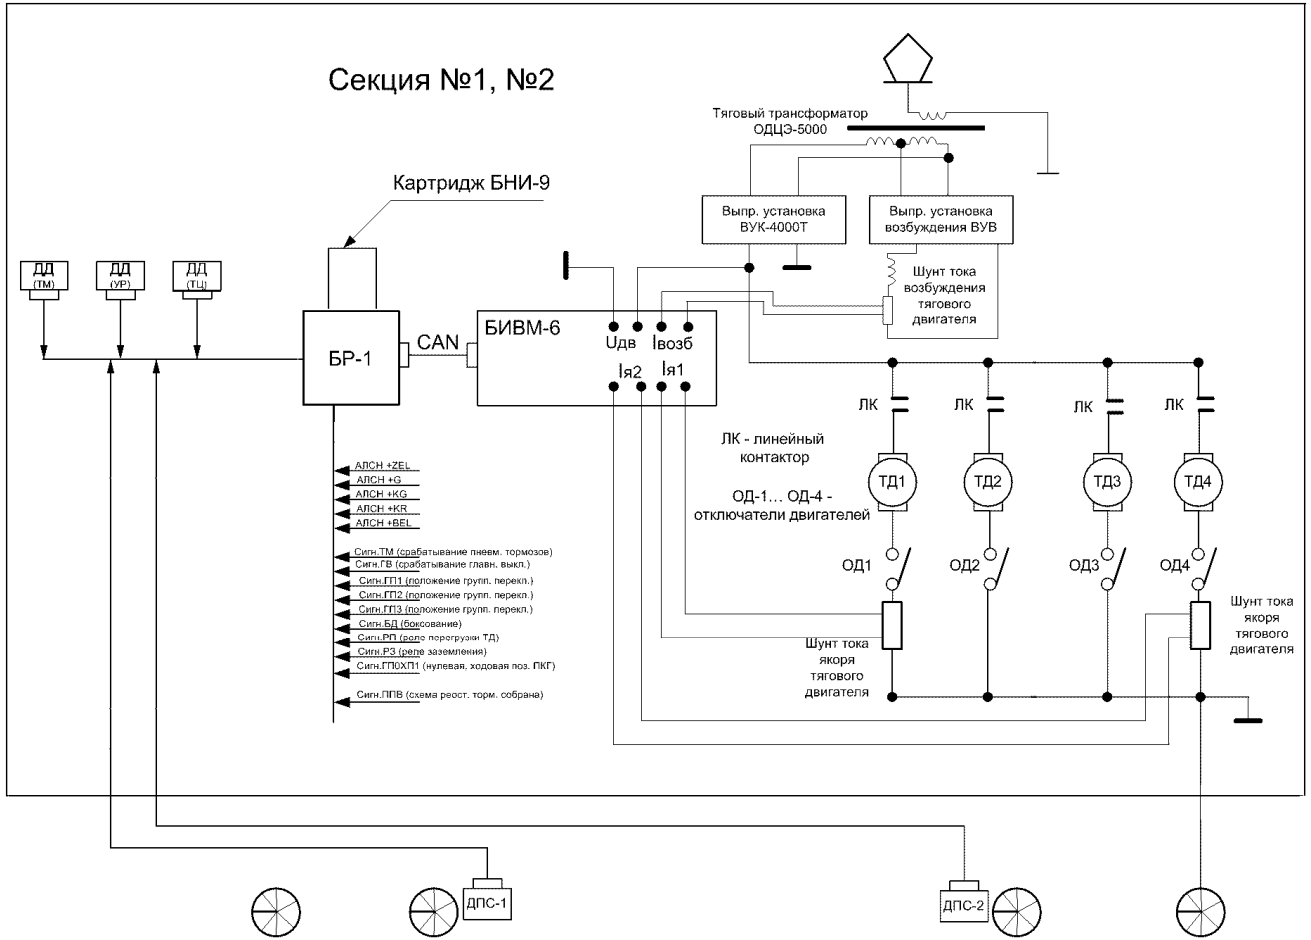 Секция №1, №2
Тяговый трансформатор
ОДЦЭ-5000
Картридж БНИ-9
Выпр. установка
ВУК-4000Т
Выпр. установка
возбуждения ВУВ
ДД
(ТМ)
ДД
(УР)
ДД
(ТЦ)
Шунт тока
возбуждения
тягового
двигателя
БР-1
CAN
БИВМ-6
Uдв
Iвозб
Iя2
Iя1
ЛК
ЛК
ЛК
ЛК
ЛК - линейный
контактор
ОД-1... ОД-4 -
отключатели двигателей
ТД1
ТД2
ТД3
ТД4
ОД1
ОД2
ОД3
ОД4
АЛСН +ZEL
АЛСН +G
АЛСН +KG
АЛСН +KR
АЛСН +BEL
Сигн.ТМ (срабатывание пневм. тормозов)
Сигн.ГВ (срабатывание главн. выкл.)
Сигн.ГП1 (положение групп. перекл.)
Сигн.ГП2 (положение групп. перекл.)
Сигн.ГП3 (положение групп. перекл.)
Сигн.БД (боксование)
Сигн.РП (реле перегрузки ТД)
Сигн.РЗ (реле заземления)
Сигн.ГП0ХП1 (нулевая, ходовая поз. ПКГ)
Сигн.ППВ (схема реост. торм. собрана)
Шунт тока
якоря
тягового
двигателя
Шунт тока
якоря
тягового
двигателя
ДПС-1
ДПС-2